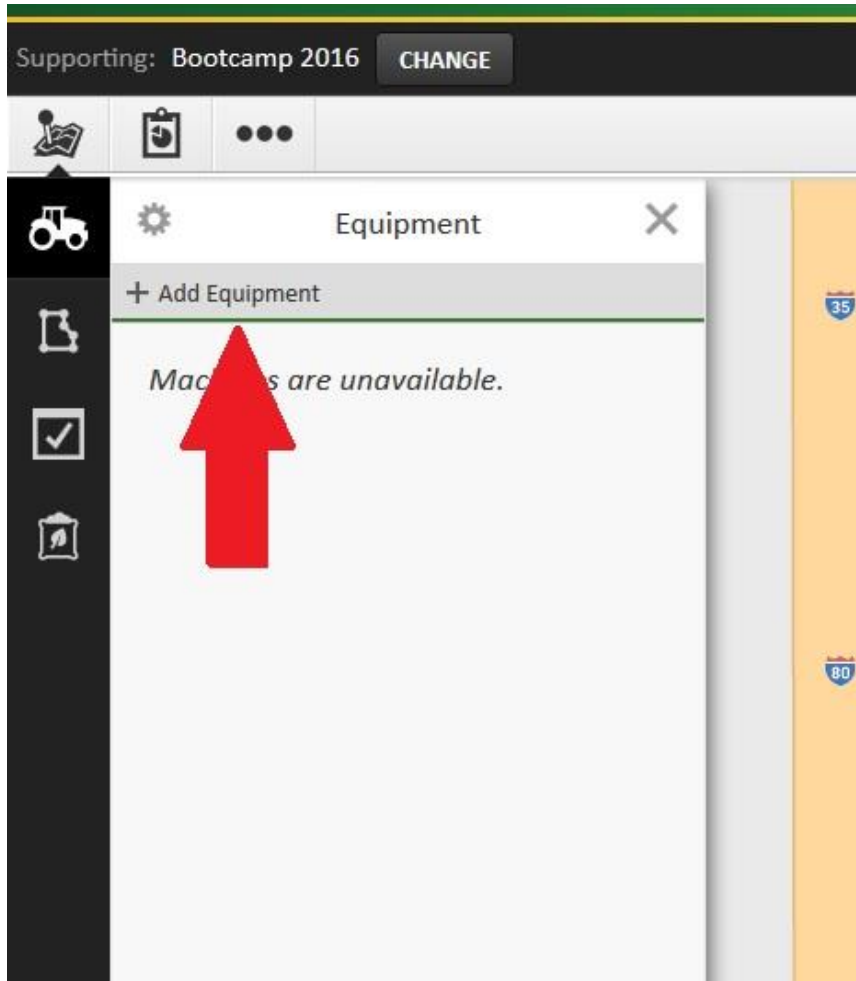 Supporting: Bootcamp 2016 CHANGE
Equipment
+ Add Equipment
35
are unavailable.
80